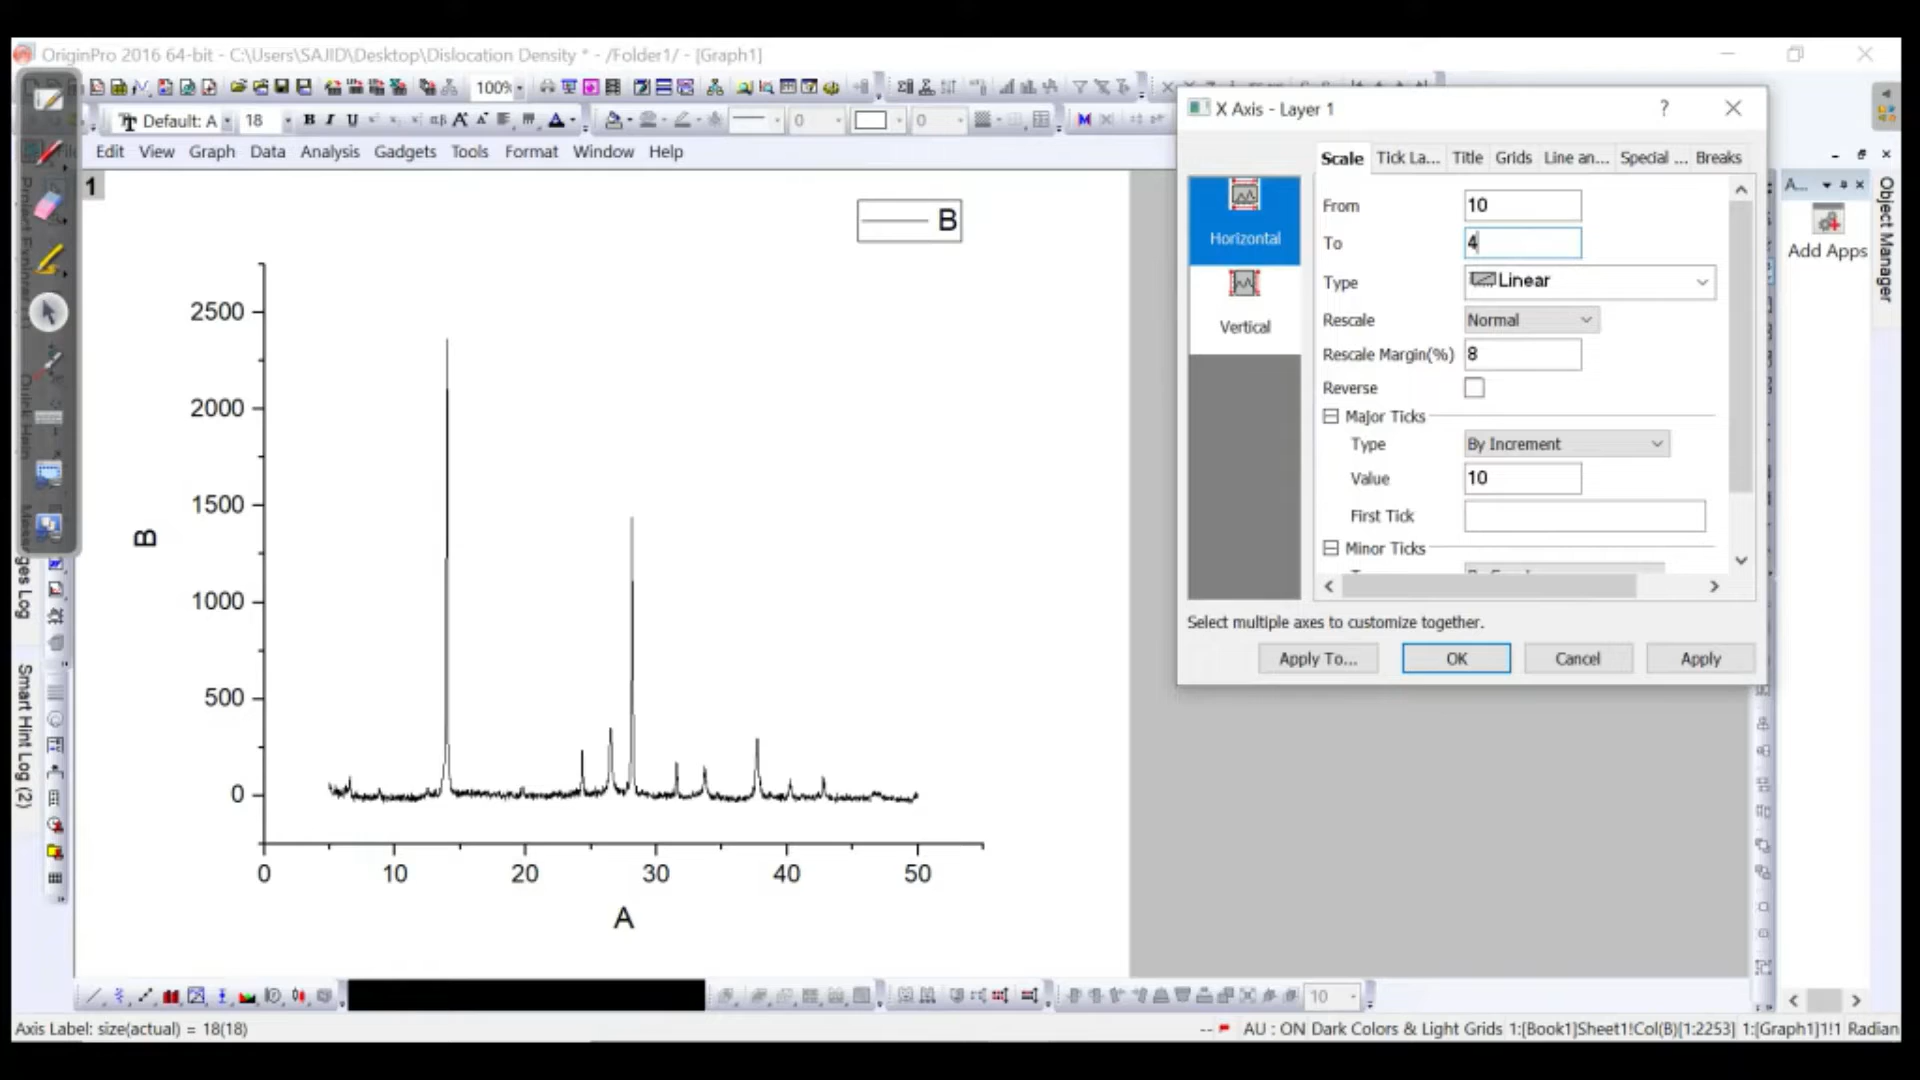 OriginPro 2016 64-bit - C:\Users\SAJID\Desktop\Dislocation Density * - /Folder1/ - [Graph1]
100%
Default: A 18 B I U 0 0
Edit View Graph Data Analysis Gadgets Tools Format Window Help
1
B
2500
2000
1500
1000
500
0
B
0 10 20 30 40 50
A
X Axis - Layer 1 ?
Scale Tick La... Title Grids Line an... Special ... Breaks
Horizontal
Vertical
From 10
To 4
Type Linear
Rescale Normal
Rescale Margin(%) 8
Reverse
Major Ticks
Type By Increment
Value 10
First Tick
Minor Ticks
Select multiple axes to customize together.
Apply To... OK Cancel Apply
A...
Add Apps
Object Manager
Smart Hint Log (2)
10
Axis Label: size(actual) = 18(18)
-- AU : ON Dark Colors & Light Grids 1:[Book1]Sheet1!Col(B)[1:2253] 1:[Graph1]1!1 Radian